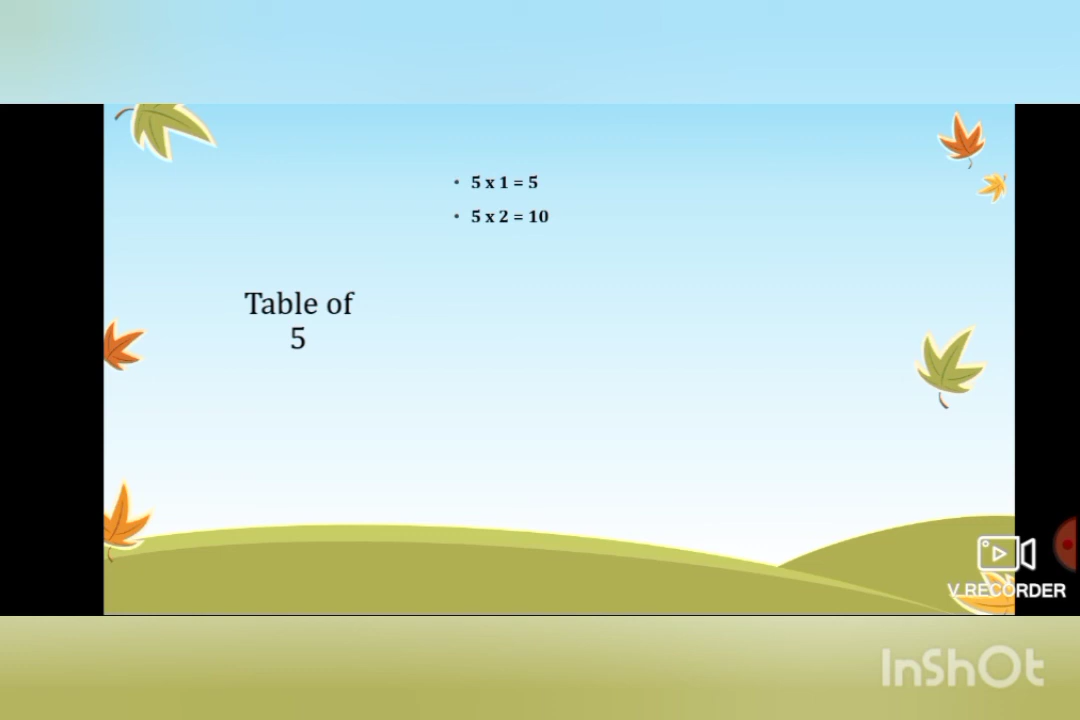 • 5 x 1 = 5
• 5 x 2 = 10
Table of
5
V RECORDER
InShOt